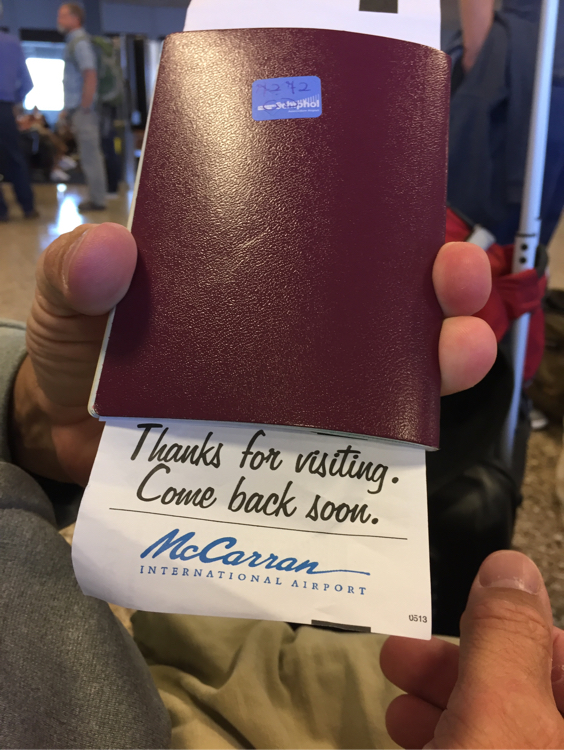 Thanks for visiting.
Come back soon.
McCarran
INTERNATIONAL AIRPORT
0513